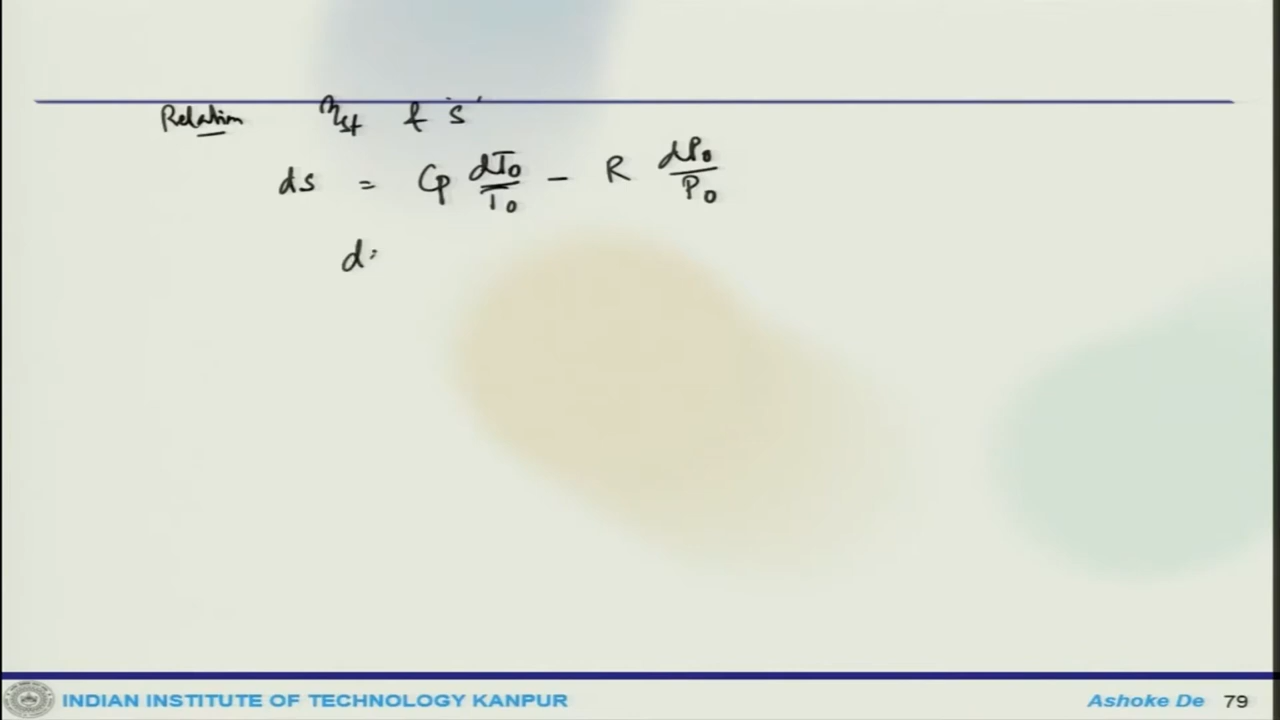 Relation η_st & 's'
ds = Cp dT₀/T₀ - R dP₀/P₀
d
INDIAN INSTITUTE OF TECHNOLOGY KANPUR
Ashoke De 79